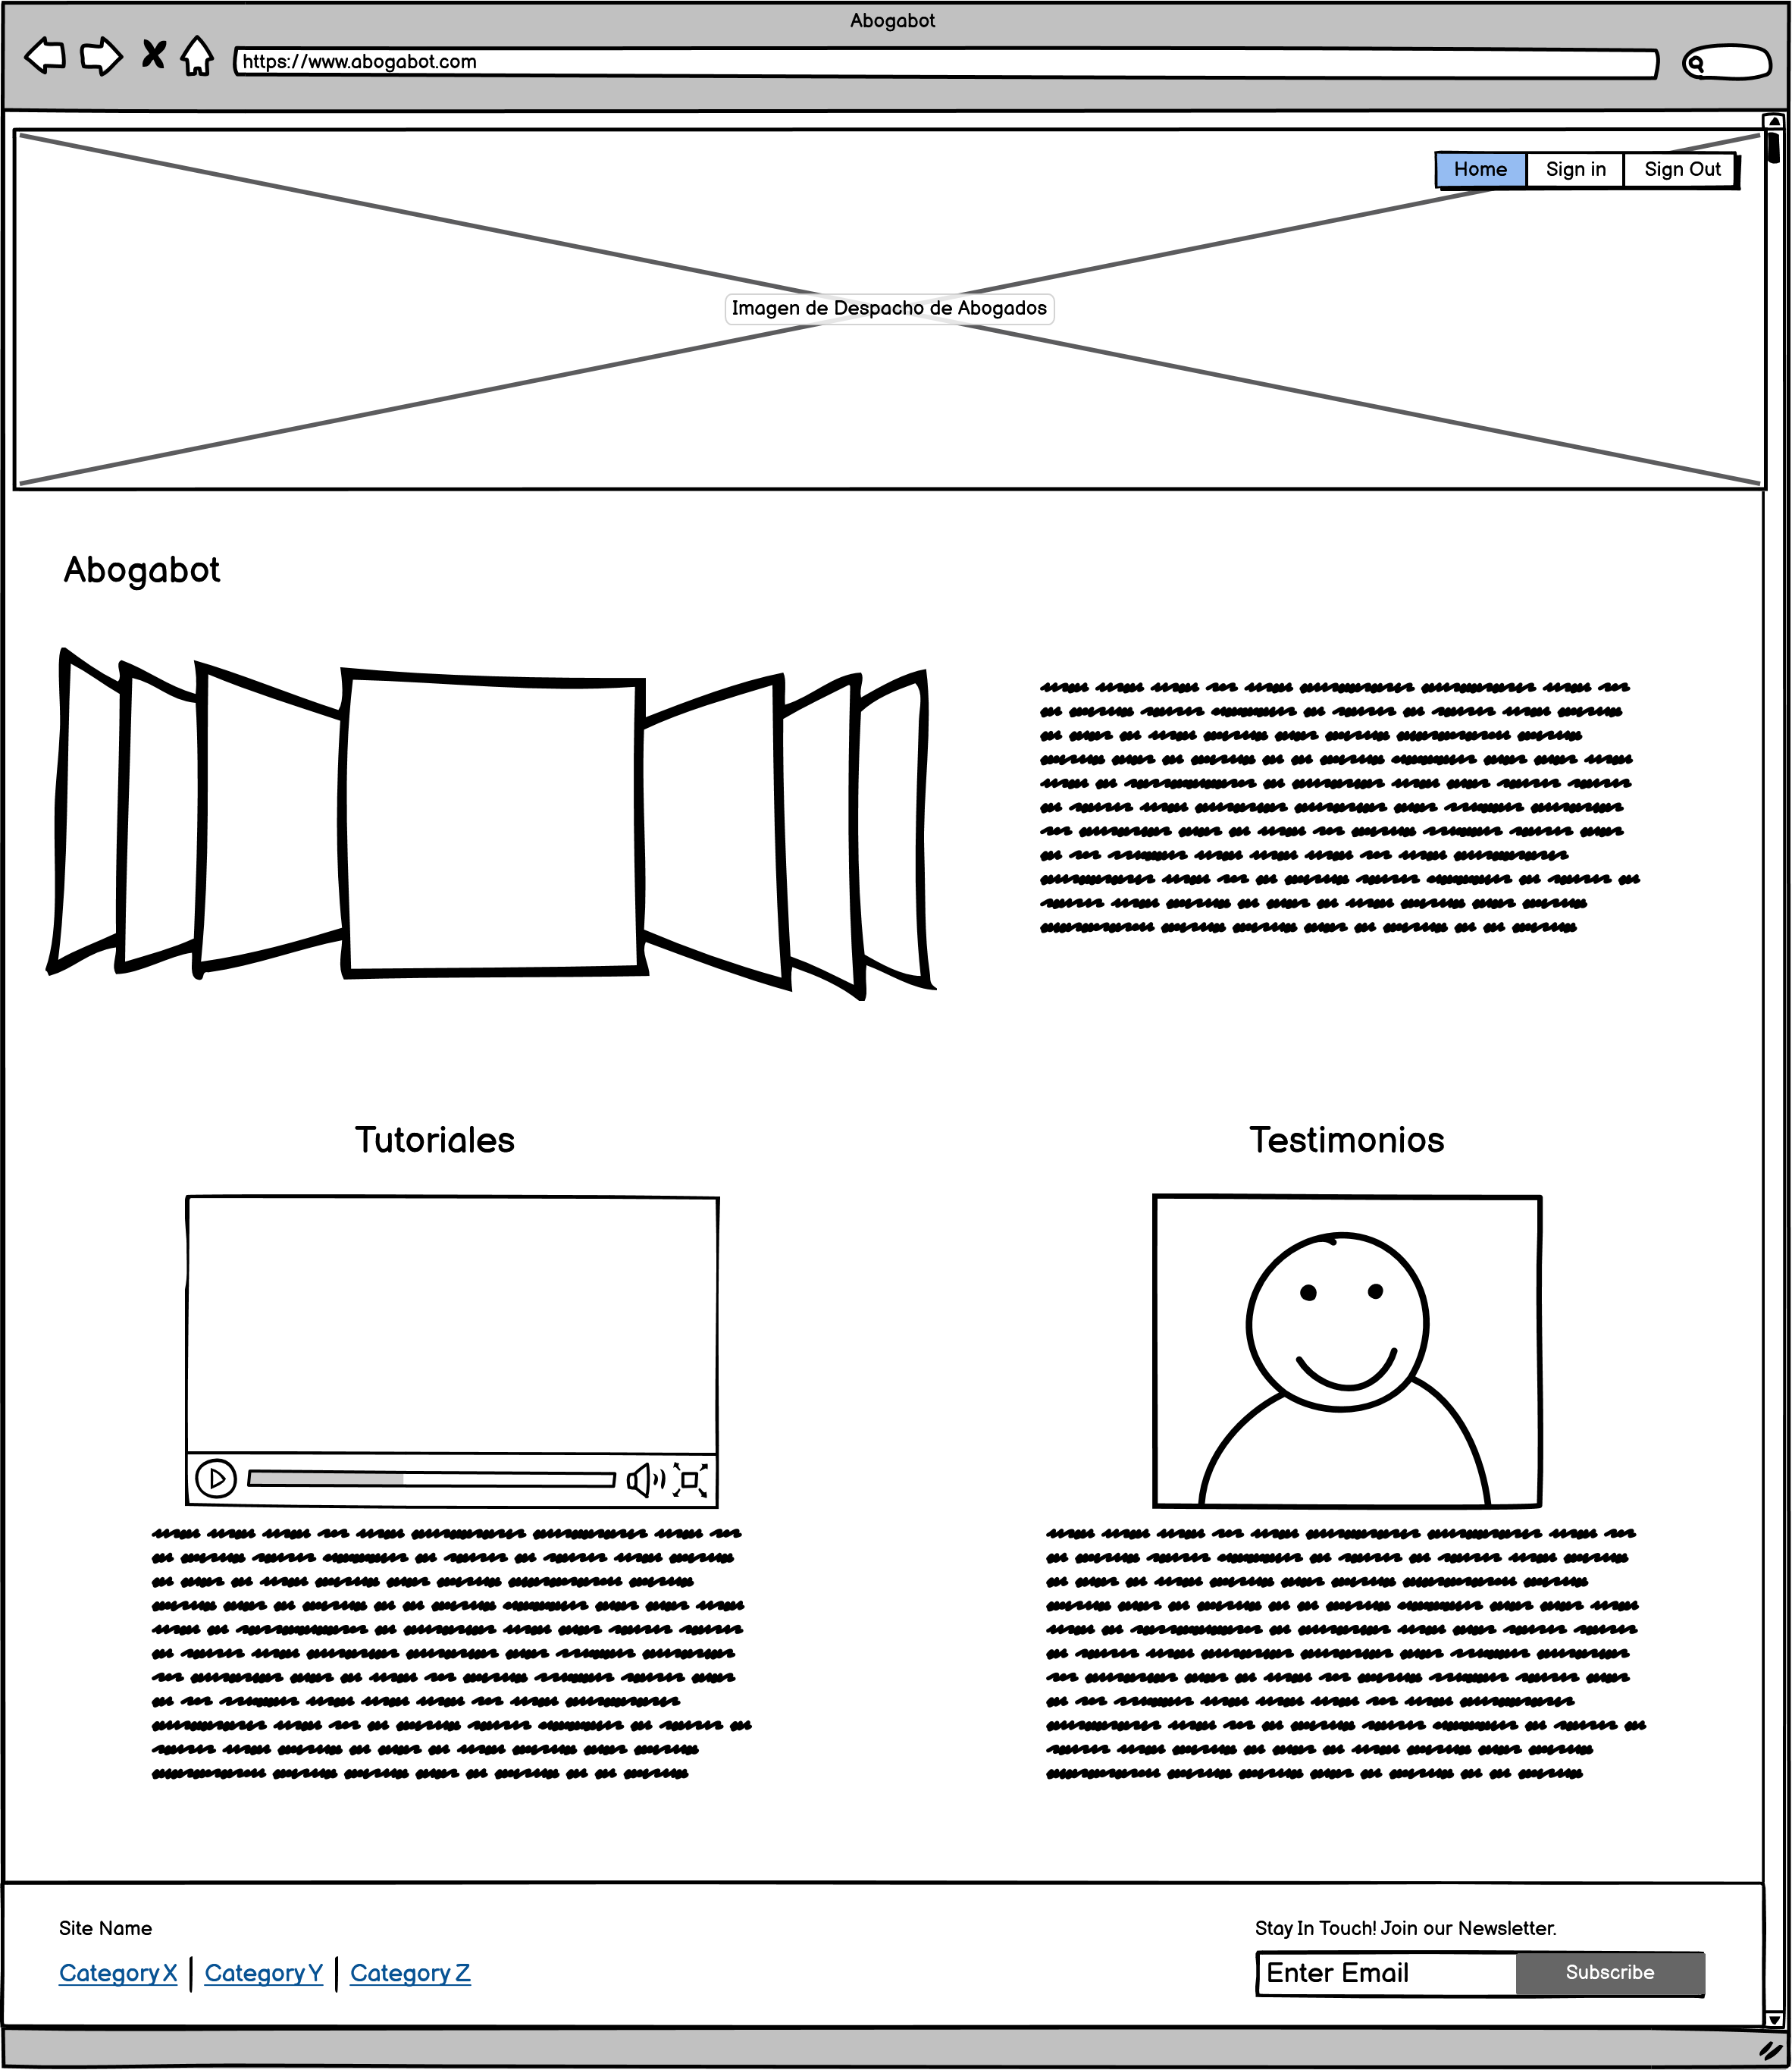 Abogabot
https://www.abogabot.com
Home Sign in Sign Out
Imagen de Despacho de Abogados
Abogabot
Tutoriales
Testimonios
Site Name
Category X | Category Y | Category Z
Stay In Touch! Join our Newsletter.
Enter Email Subscribe